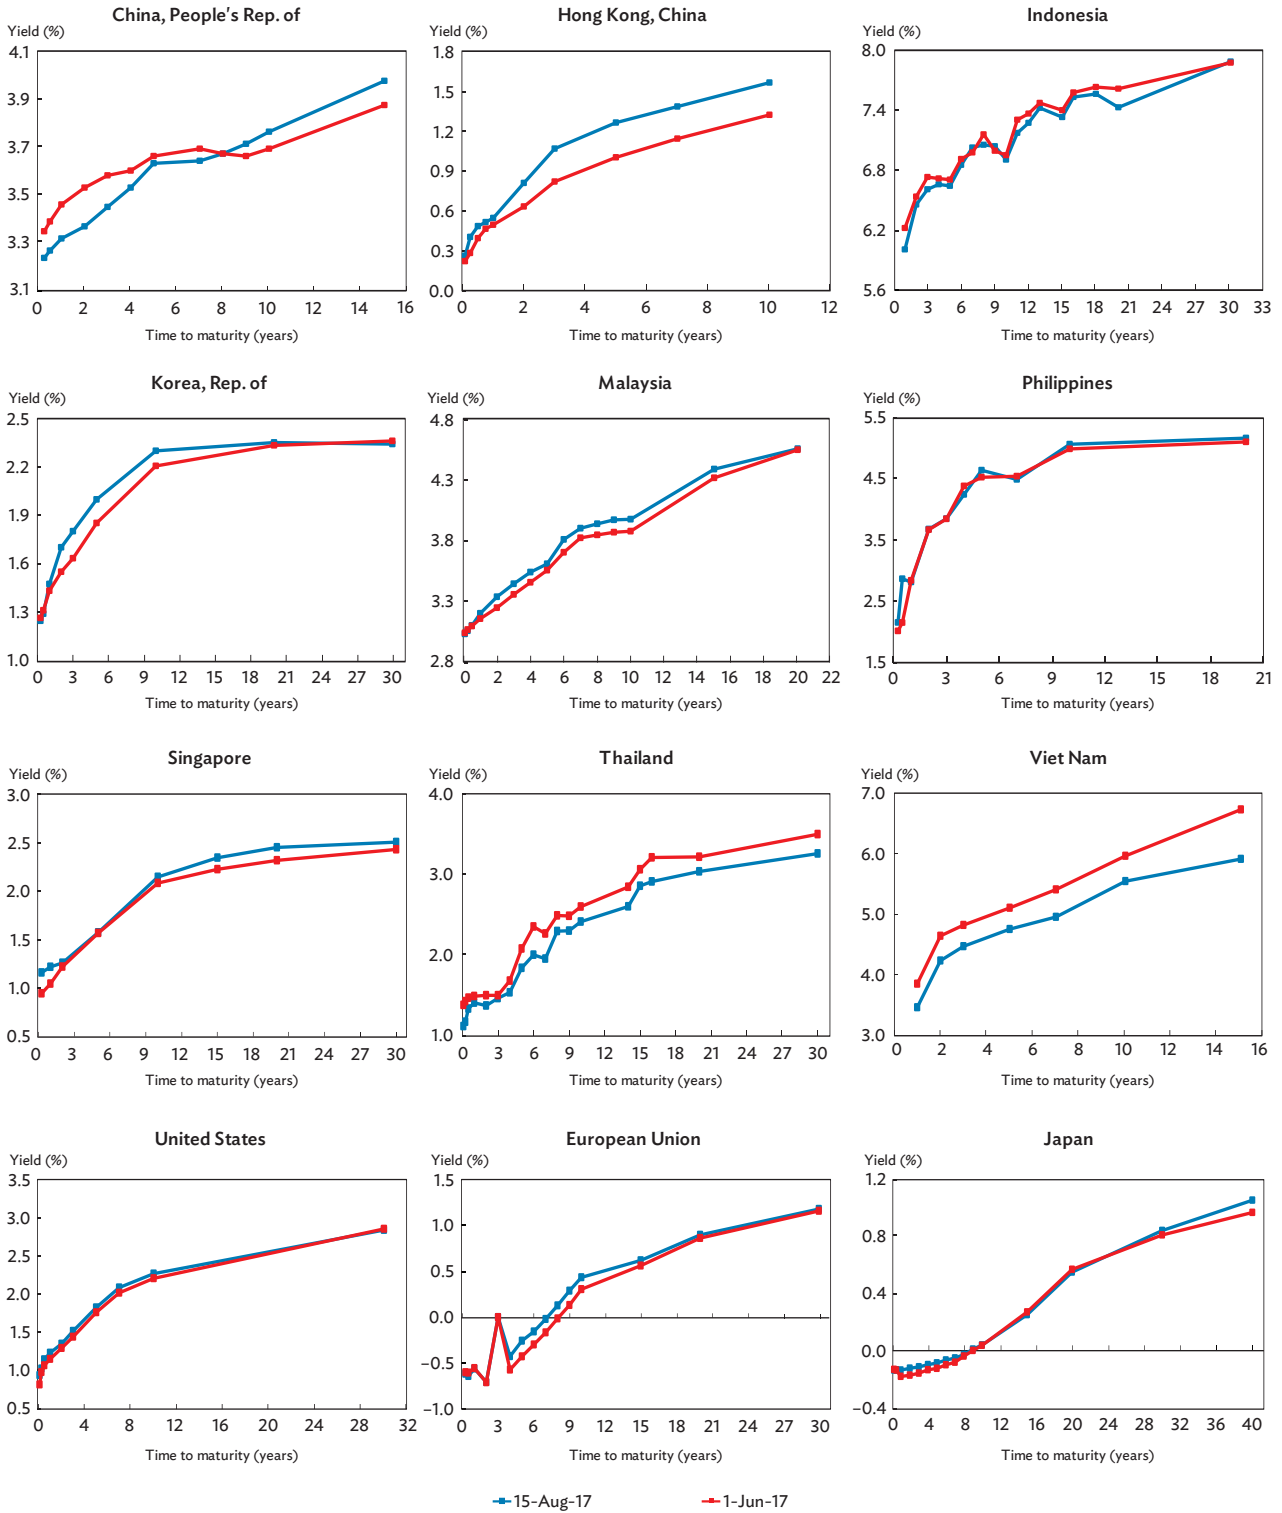 China, People's Rep. of
Yield (%)
4.1
3.9
3.7
3.5
3.3
3.1
0 2 4 6 8 10 12 14 16
Time to maturity (years)
Hong Kong, China
Yield (%)
1.8
1.5
1.2
0.9
0.6
0.3
0.0
0 2 4 6 8 10 12
Time to maturity (years)
Indonesia
Yield (%)
8.0
7.4
6.8
6.2
5.6
0 3 6 9 12 15 18 21 24 27 30 33
Time to maturity (years)
Korea, Rep. of
Yield (%)
2.5
2.2
1.9
1.6
1.3
1.0
0 3 6 9 12 15 18 21 24 27 30
Time to maturity (years)
Malaysia
Yield (%)
4.8
4.3
3.8
3.3
2.8
0 2 4 6 8 10 12 14 16 18 20 22
Time to maturity (years)
Philippines
Yield (%)
5.5
4.5
3.5
2.5
1.5
0 3 6 9 12 15 18 21
Time to maturity (years)
Singapore
Yield (%)
3.0
2.5
2.0
1.5
1.0
0.5
0 3 6 9 12 15 18 21 24 27 30
Time to maturity (years)
Thailand
Yield (%)
4.0
3.0
2.0
1.0
0 3 6 9 12 15 18 21 24 27 30
Time to maturity (years)
Viet Nam
Yield (%)
7.0
6.0
5.0
4.0
3.0
0 2 4 6 8 10 12 14 16
Time to maturity (years)
United States
Yield (%)
3.5
3.0
2.5
2.0
1.5
1.0
0.5
0 4 8 12 16 20 24 28 32
Time to maturity (years)
European Union
Yield (%)
1.5
1.0
0.5
0.0
–0.5
–1.0
0 3 6 9 12 15 18 21 24 27 30
Time to maturity (years)
Japan
Yield (%)
1.2
0.8
0.4
0.0
–0.4
0 4 8 12 16 20 24 28 32 36 40
Time to maturity (years)
15-Aug-17 1-Jun-17